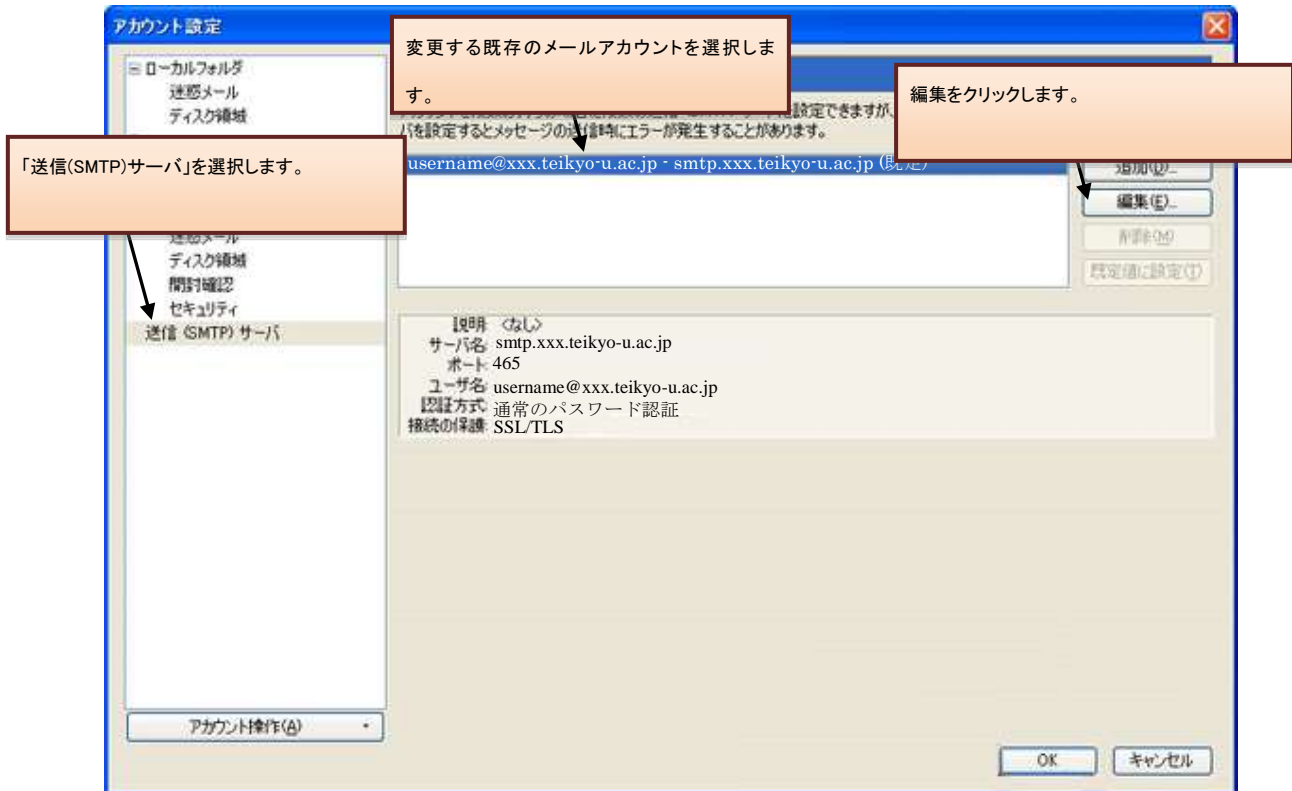 アカウント設定
変更する既存のメールアカウントを選択しま
す。
編集をクリックします。
「送信(SMTP)サーバ」を選択します。
ローカルフォルダ
迷惑メール
ディスク領域
設定できますが、
バを設定するとメッセージの送信時にエラーが発生することがあります。
username@xxx.teikyo-u.ac.jp - smtp.xxx.teikyo-u.ac.jp (既定)
追加(D)...
編集(E)...
削除(M)
既定値に設定(T)
迷惑メール
ディスク領域
開封確認
セキュリティ
送信 (SMTP) サーバ
説明: <なし>
サーバ名: smtp.xxx.teikyo-u.ac.jp
ポート: 465
ユーザ名: username@xxx.teikyo-u.ac.jp
認証方式: 通常のパスワード認証
接続の保護: SSL/TLS
アカウント操作(A)
OK
キャンセル